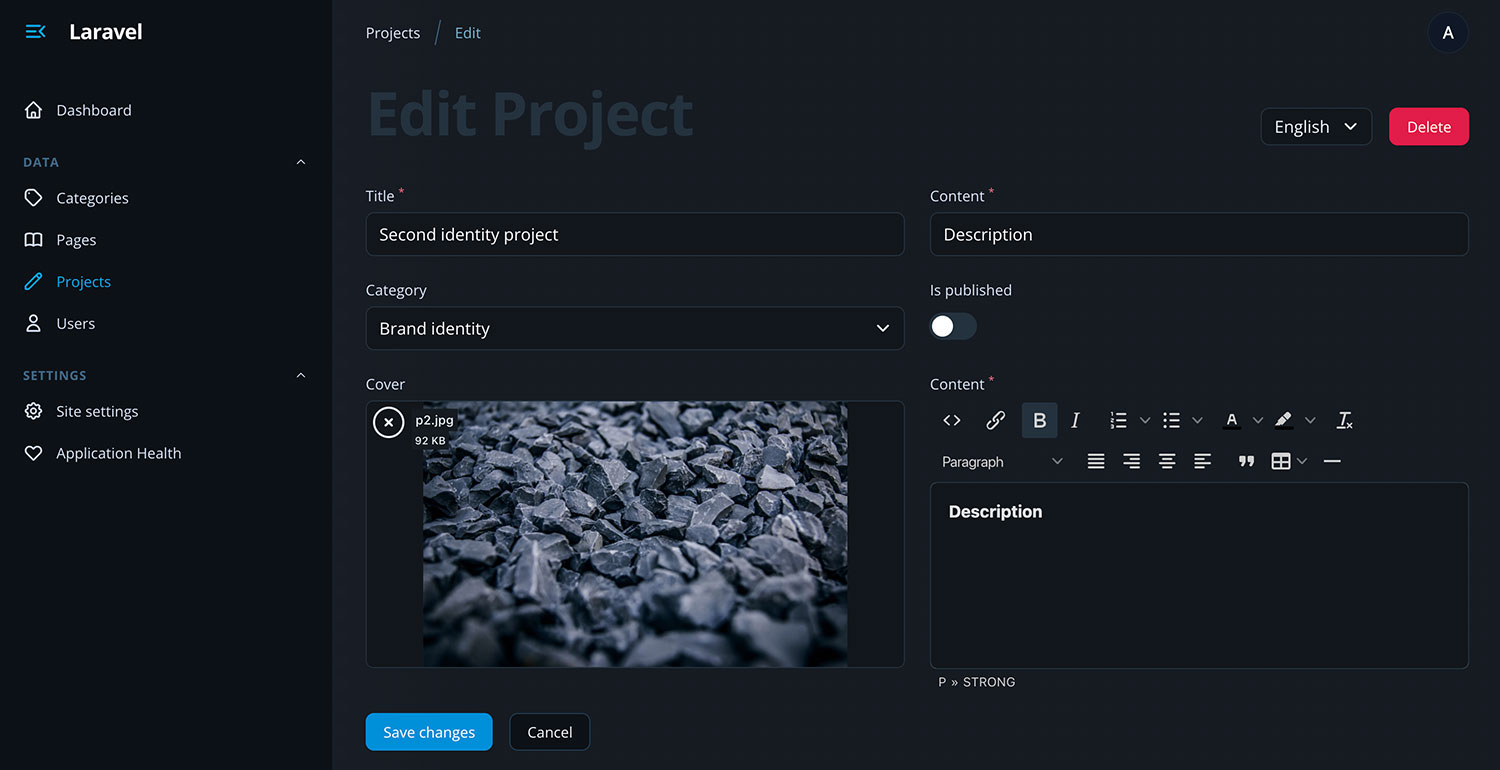 Laravel
Dashboard
DATA
Categories
Pages
Projects
Users
SETTINGS
Site settings
Application Health
Projects / Edit
A
Edit Project
English
Delete
Title *
Second identity project
Content *
Description
Category
Brand identity
Is published
Cover
p2.jpg
92 KB
Content *
B I A
Paragraph
Description
P » STRONG
Save changes
Cancel